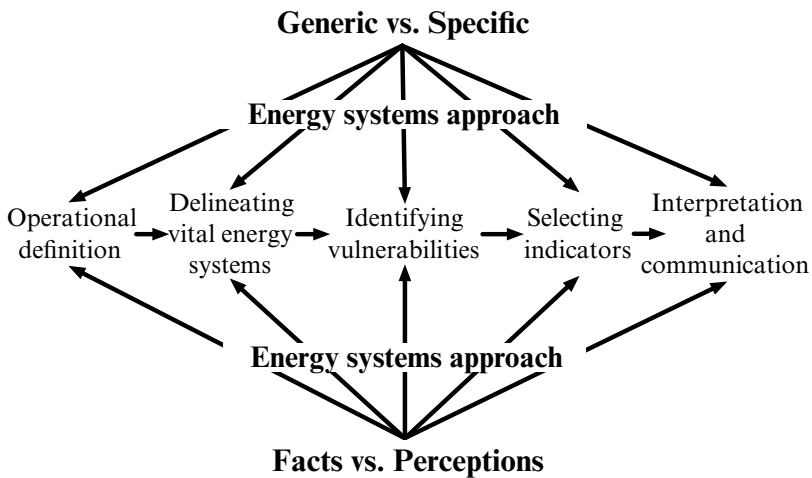 Generic vs. Specific
Energy systems approach
Operational
definition
Delineating
vital energy
systems
Identifying
vulnerabilities
Selecting
indicators
Interpretation
and
communication
Energy systems approach
Facts vs. Perceptions